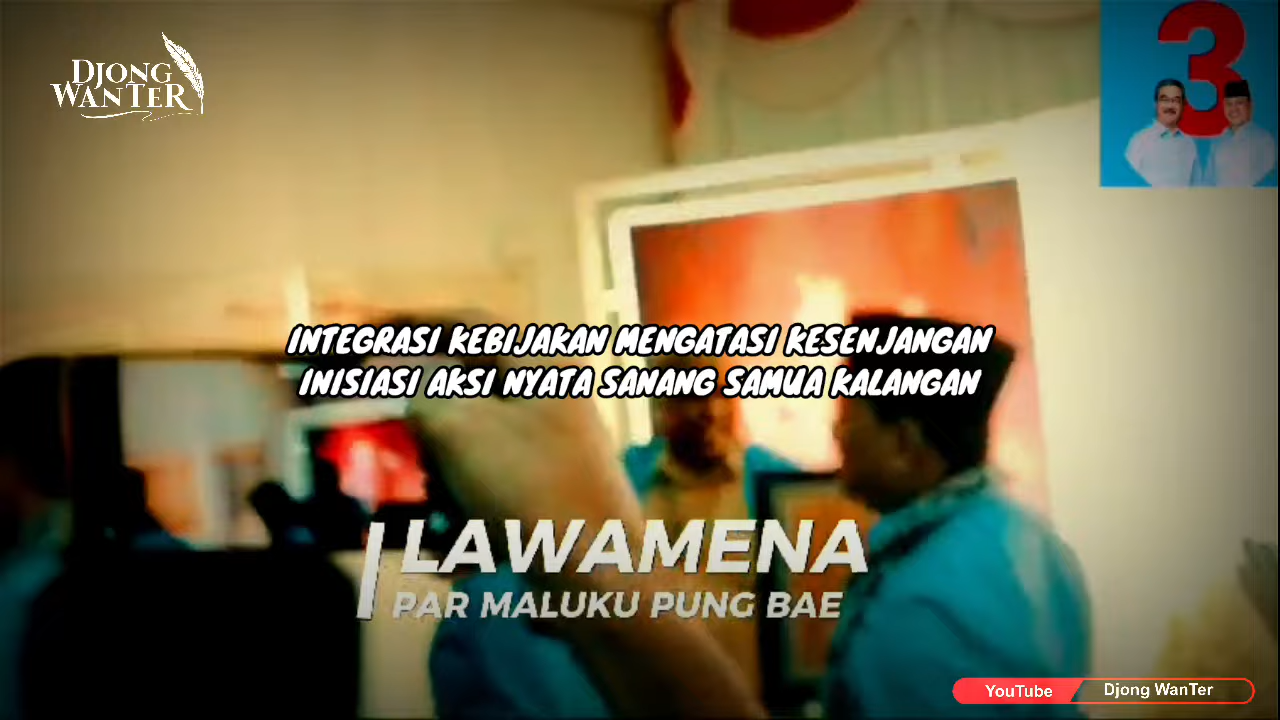 DJONG
WANTER
3
INTEGRASI KEBIJAKAN MENGATASI KESENJANGAN
INISIASI AKSI NYATA SANANG SAMUA KALANGAN
LAWAMENA
PAR MALUKU PUNG BAE
YouTube Djong WanTer